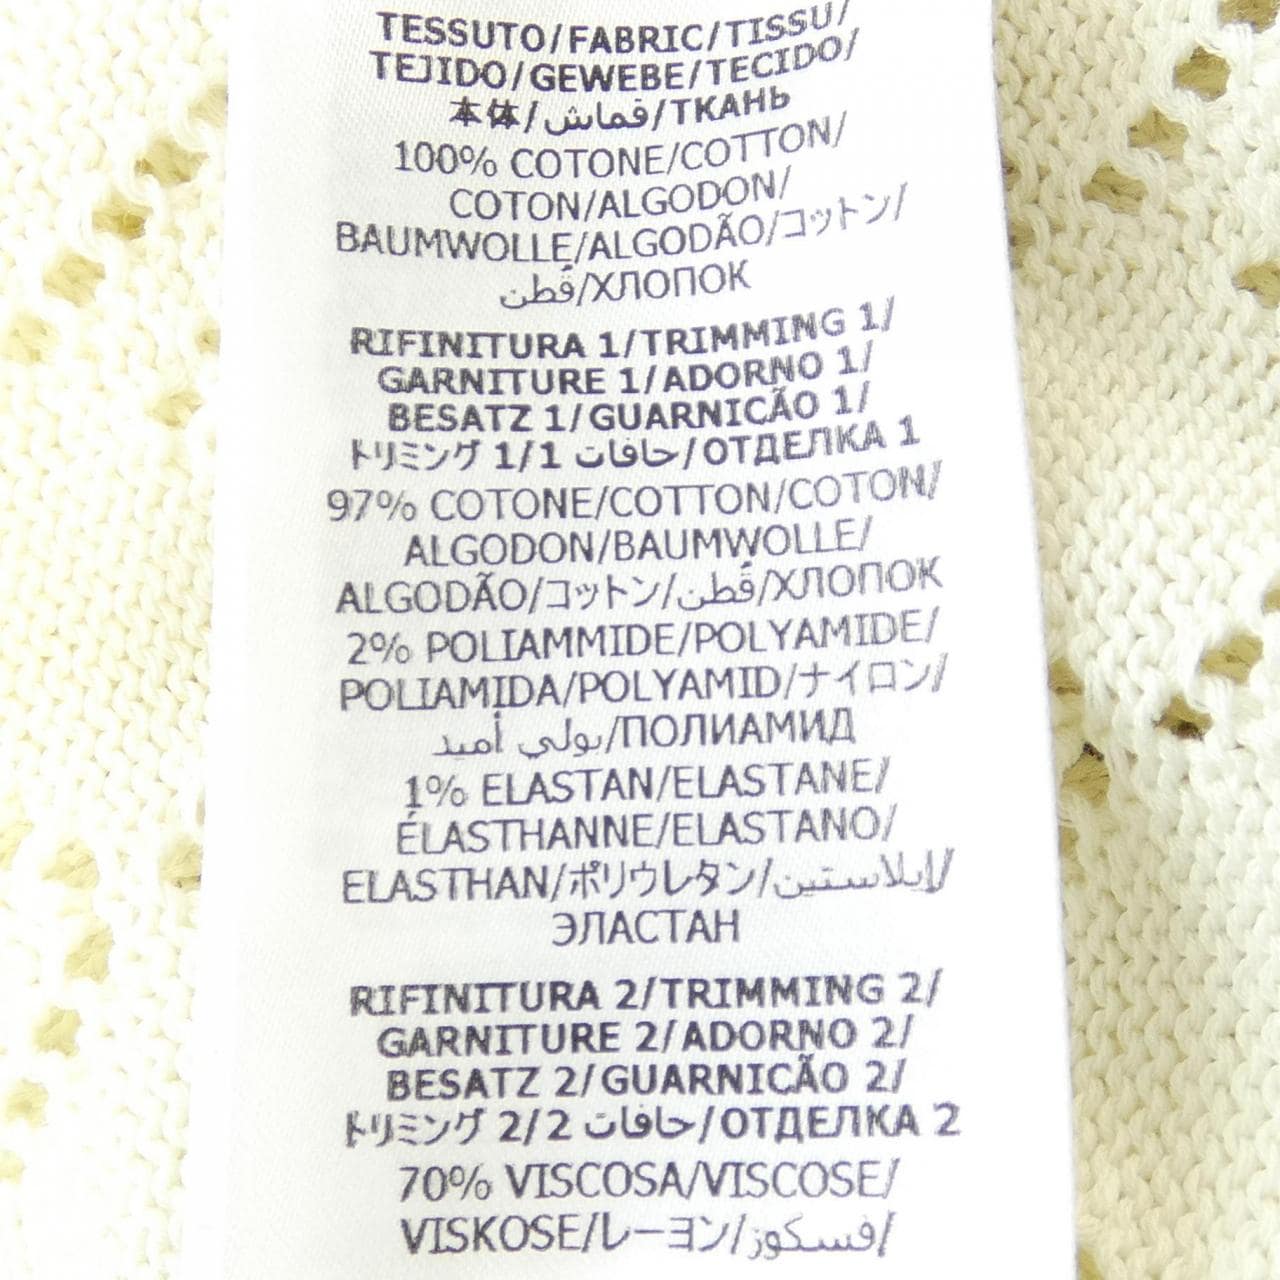 TESSUTO/FABRIC/TISSU/
TEJIDO/GEWEBE/TECIDO/
本体/قماش/ТКАНЬ
100% COTONE/COTTON/
COTON/ALGODON/
BAUMWOLLE/ALGODÃO/コットン/
قطن/ХЛОПОК
RIFINITURA 1/TRIMMING 1/
GARNITURE 1/ADORNO 1/
BESATZ 1/GUARNICÃO 1/
トリミング 1/1 حافات/ОТДЕЛКА 1
97% COTONE/COTTON/COTON/
ALGODON/BAUMWOLLE/
ALGODÃO/コットン/قطن/ХЛОПОК
2% POLIAMMIDE/POLYAMIDE/
POLIAMIDA/POLYAMID/ナイロン/
بولي أميد/ПОЛИАМИД
1% ELASTAN/ELASTANE/
ÉLASTHANNE/ELASTANO/
ELASTHAN/ポリウレタン/إيلاستين/
ЭЛАСТАН
RIFINITURA 2/TRIMMING 2/
GARNITURE 2/ADORNO 2/
BESATZ 2/GUARNICÃO 2/
トリミング 2/2 حافات/ОТДЕЛКА 2
70% VISCOSA/VISCOSE/
VISKOSE/レーヨン/فسكوز/